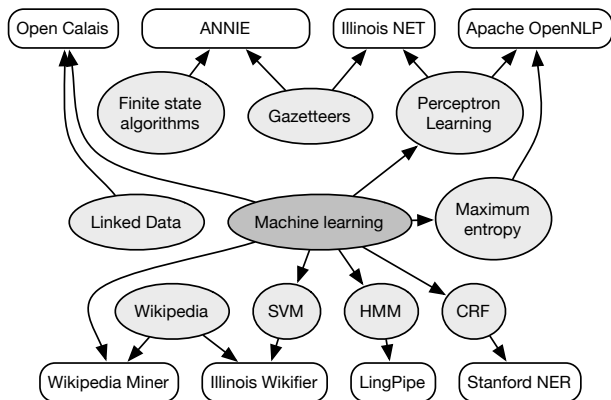 Open Calais
ANNIE
Illinois NET
Apache OpenNLP
Finite state
algorithms
Gazetteers
Perceptron
Learning
Linked Data
Machine learning
Maximum
entropy
Wikipedia
SVM
HMM
CRF
Wikipedia Miner
Illinois Wikifier
LingPipe
Stanford NER